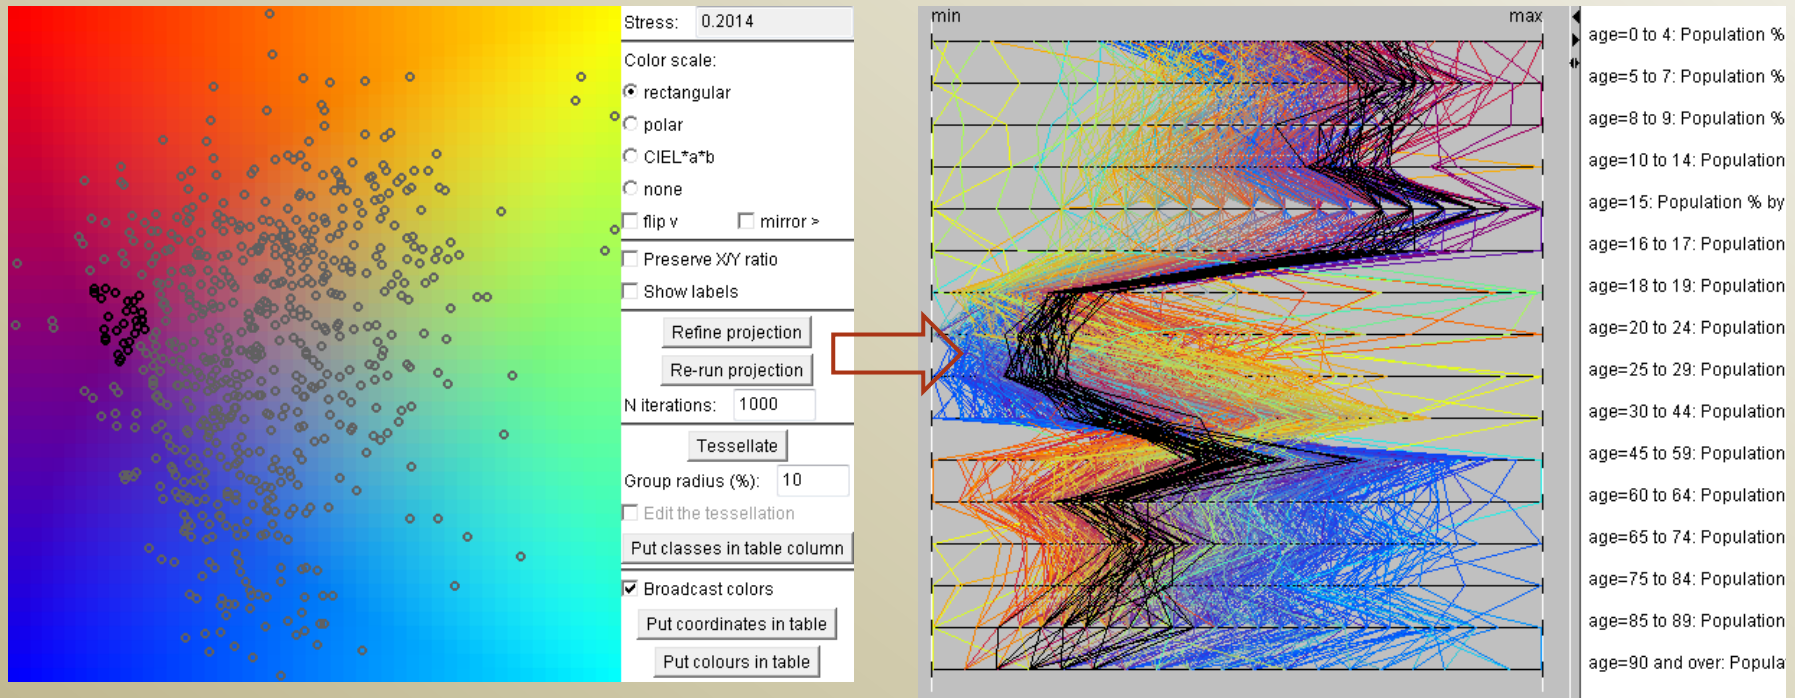 Stress: 0.2014
Color scale:
rectangular
polar
CIEL*a*b
none
flip v mirror >
Preserve X/Y ratio
Show labels
Refine projection
Re-run projection
N iterations: 1000
Tessellate
Group radius (%): 10
Edit the tessellation
Put classes in table column
Broadcast colors
Put coordinates in table
Put colours in table
min max
age=0 to 4: Population %
age=5 to 7: Population %
age=8 to 9: Population %
age=10 to 14: Population
age=15: Population % by
age=16 to 17: Population
age=18 to 19: Population
age=20 to 24: Population
age=25 to 29: Population
age=30 to 44: Population
age=45 to 59: Population
age=60 to 64: Population
age=65 to 74: Population
age=75 to 84: Population
age=85 to 89: Population
age=90 and over: Popula